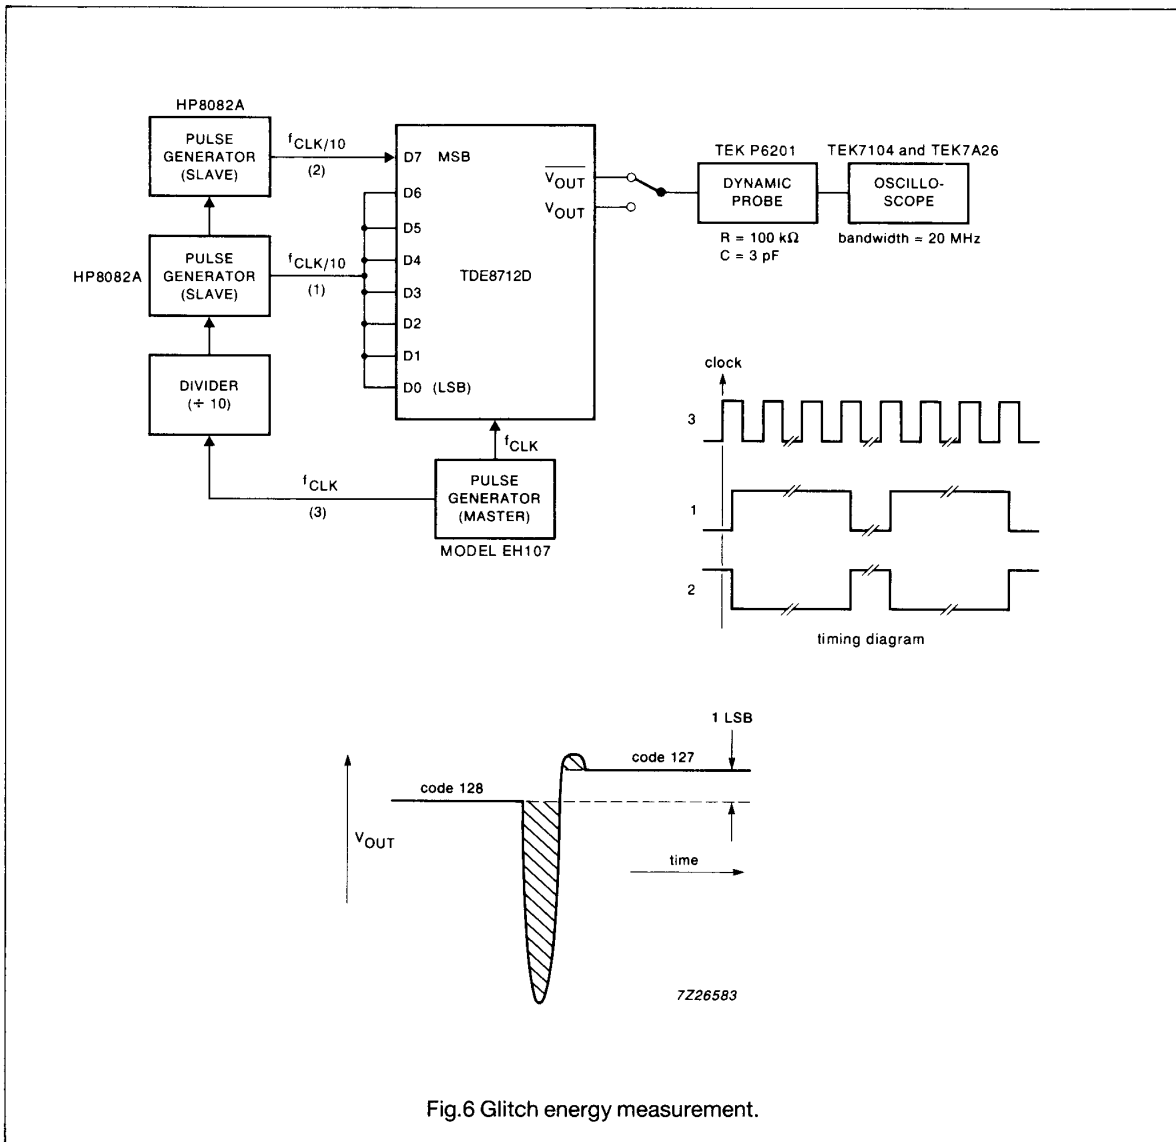 HP8082A
PULSE
GENERATOR
(SLAVE)
fCLK/10
(2)
HP8082A
PULSE
GENERATOR
(SLAVE)
fCLK/10
(1)
DIVIDER
(÷ 10)
fCLK
(3)
D7 MSB
D6
D5
D4
D3
D2
D1
D0 (LSB)
TDE8712D
VOUT
VOUT
fCLK
PULSE
GENERATOR
(MASTER)
MODEL EH107
TEK P6201
DYNAMIC
PROBE
R = 100 kΩ
C = 3 pF
TEK7104 and TEK7A26
OSCILLO-
SCOPE
bandwidth = 20 MHz
clock
3
1
2
timing diagram
1 LSB
code 127
code 128
VOUT
time
7Z26583
Fig.6 Glitch energy measurement.